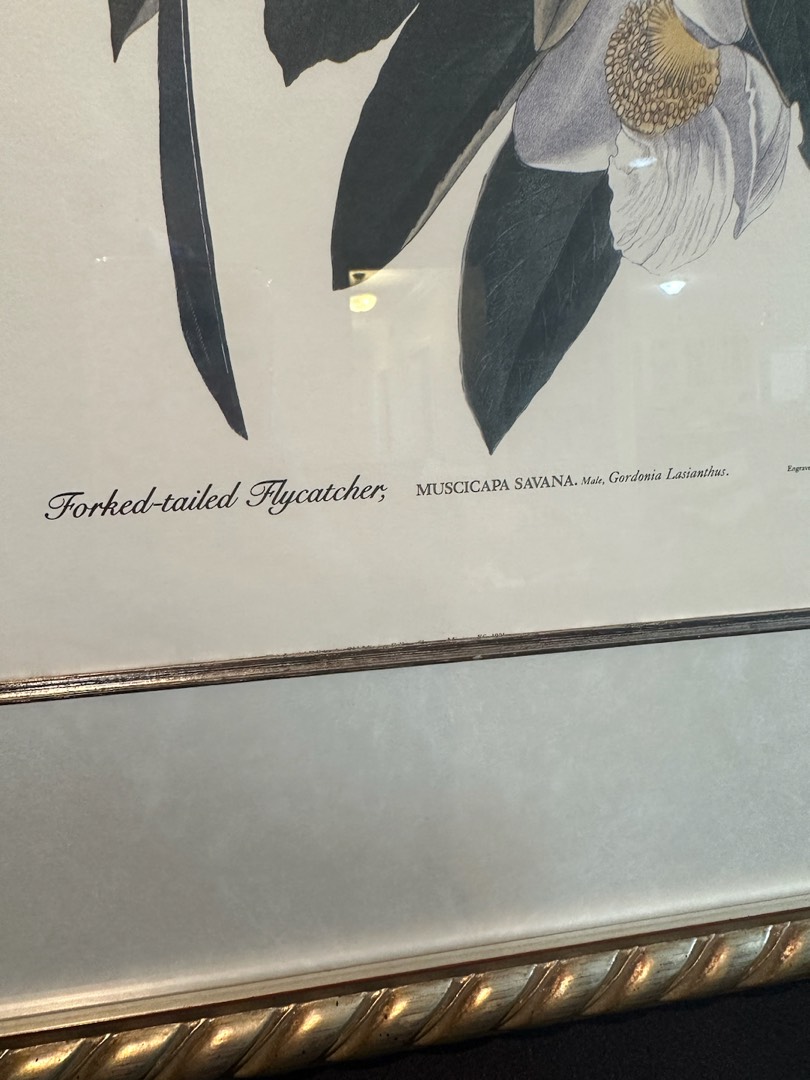 Forked-tailed Flycatcher, MUSCICAPA SAVANA. Male, Gordonia Lasianthus.